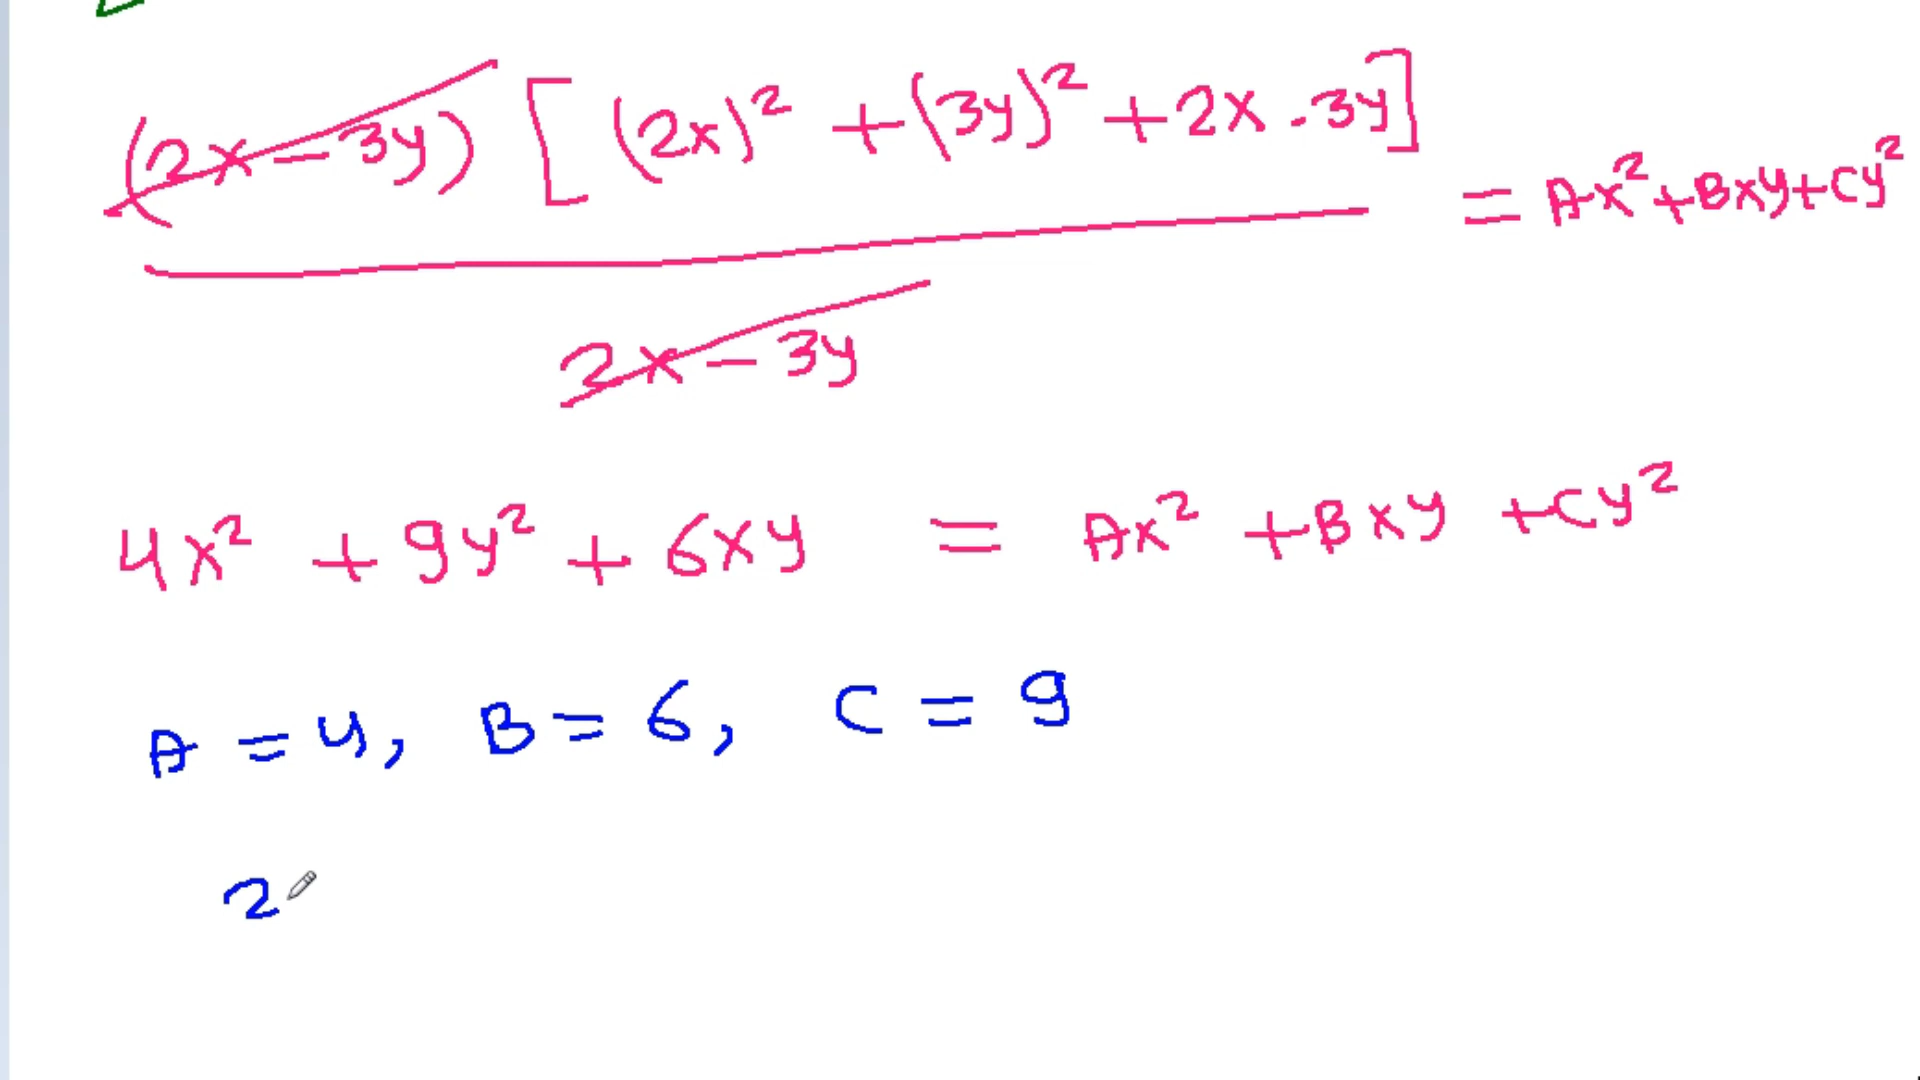 (2x - 3y) [ (2x)² + (3y)² + 2x . 3y ]
= Ax² + Bxy + Cy²
2x - 3y
4x² + 9y² + 6xy = Ax² + Bxy + Cy²
A = 4, B = 6, C = 9
2